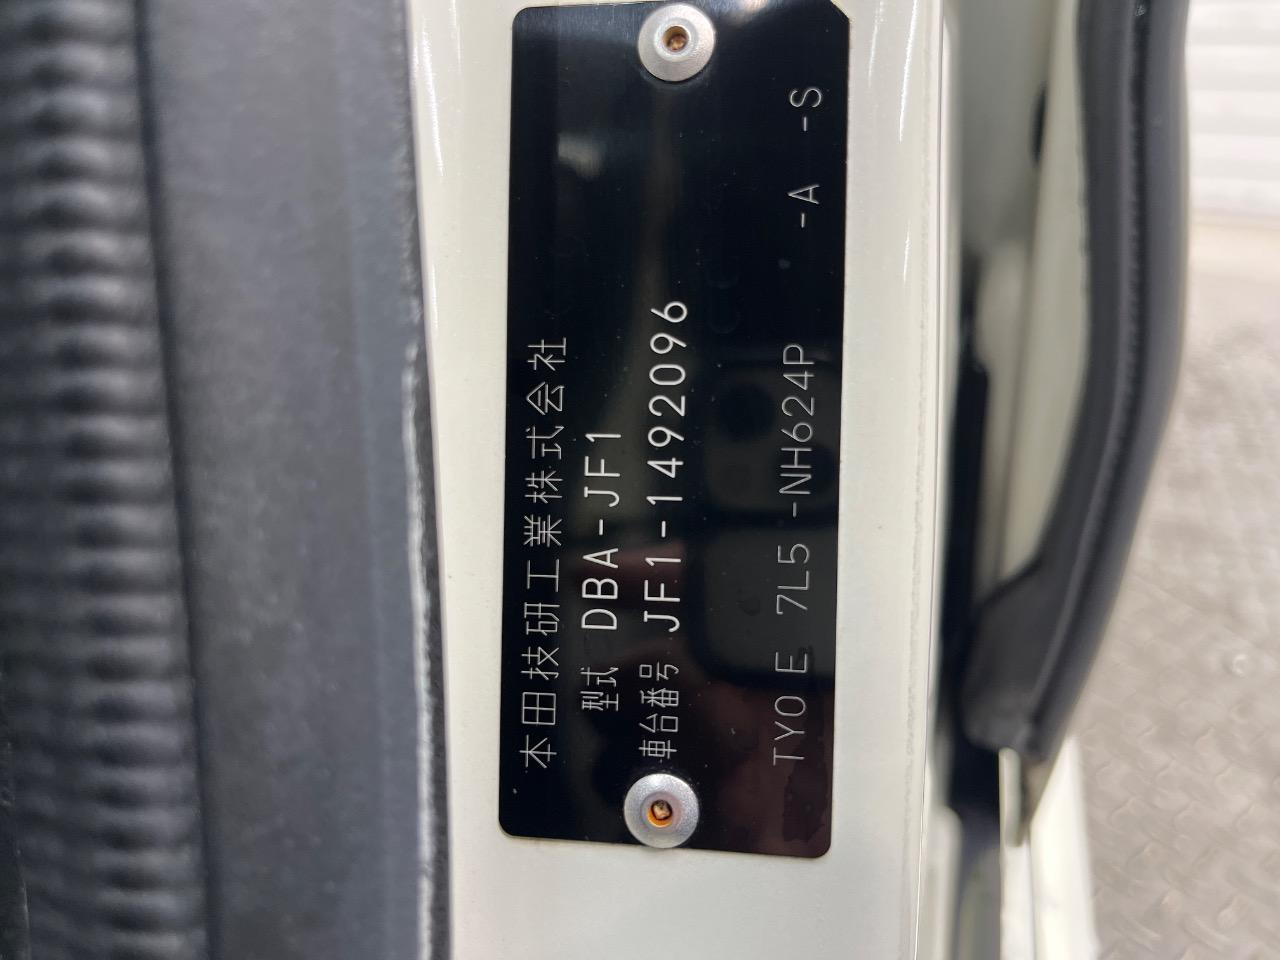 本田技研工業株式会社
型式 DBA-JF1
車台番号 JF1-1492096
TY0 E 7L5 -NH624P -A -S